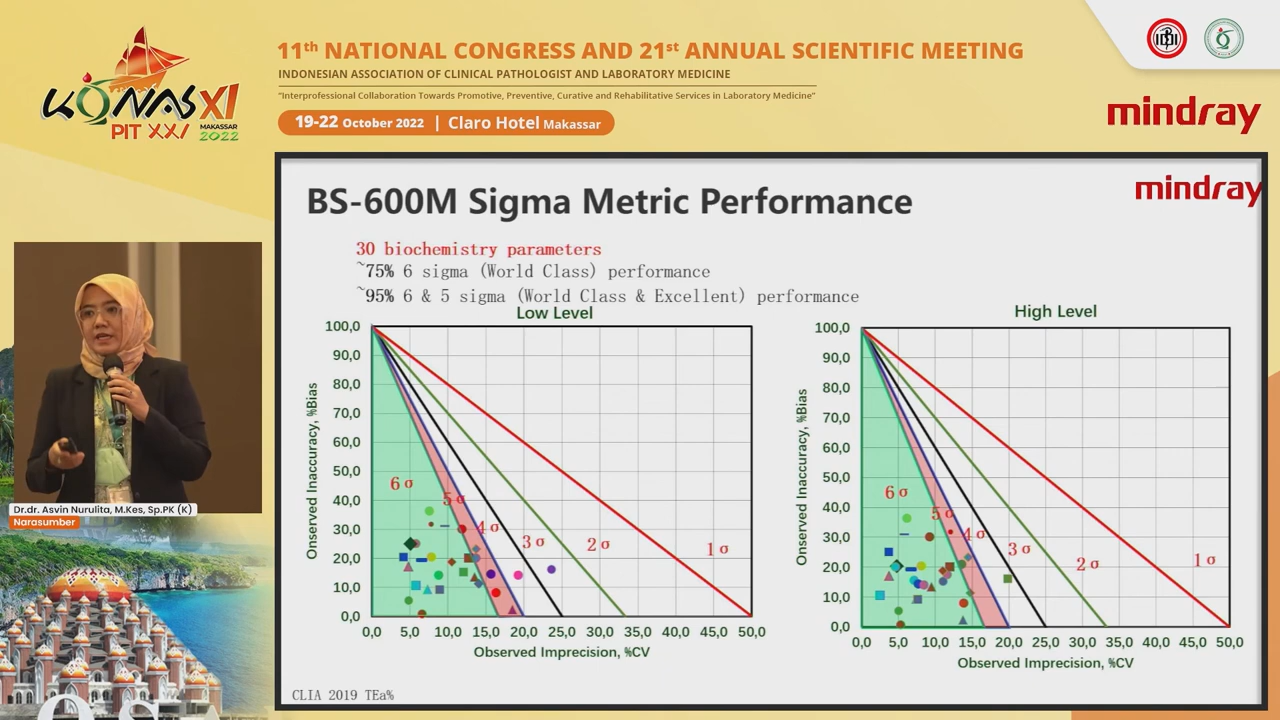 11th NATIONAL CONGRESS AND 21st ANNUAL SCIENTIFIC MEETING
INDONESIAN ASSOCIATION OF CLINICAL PATHOLOGIST AND LABORATORY MEDICINE
"Interprofessional Collaboration Towards Promotive, Preventive, Curative and Rehabilitative Services in Laboratory Medicine"
19-22 October 2022 | Claro Hotel Makassar
KONAS XI
PIT XXI MAKASSAR 2022
mindray
mindray
BS-600M Sigma Metric Performance
30 biochemistry parameters
~75% 6 sigma (World Class) performance
~95% 6 & 5 sigma (World Class & Excellent) performance
Low Level
100,0
90,0
80,0
70,0
60,0
50,0
40,0
30,0
20,0
10,0
0,0
Onserved Inaccuracy, %Bias
6 σ
5 σ
4 σ
3 σ
2 σ
1 σ
0,0 5,0 10,0 15,0 20,0 25,0 30,0 35,0 40,0 45,0 50,0
Observed Imprecision, %CV
High Level
100,0
90,0
80,0
70,0
60,0
50,0
40,0
30,0
20,0
10,0
0,0
Onserved Inaccuracy, %Bias
6 σ
5 σ
4 σ
3 σ
2 σ
1 σ
0,0 5,0 10,0 15,0 20,0 25,0 30,0 35,0 40,0 45,0 50,0
Observed Imprecision, %CV
CLIA 2019 TEa%
Dr.dr. Asvin Nurulita, M.Kes, Sp.PK (K)
Narasumber